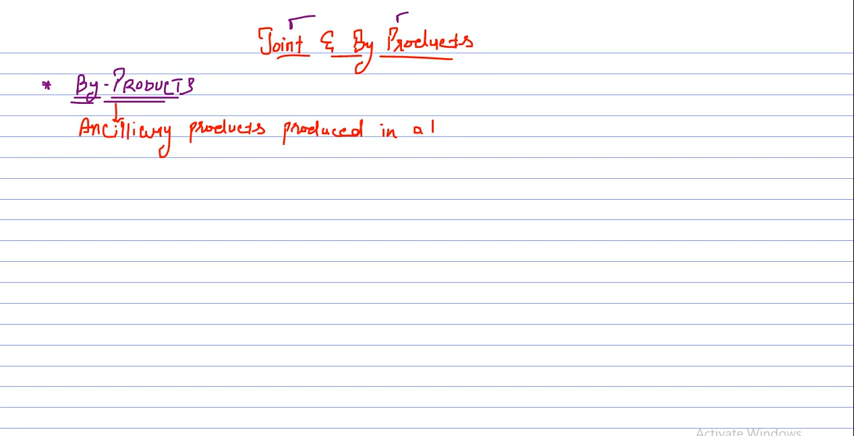 Joint & By Products
* By-PRODUCTS
Ancilliary products produced in a l
Activate Windows